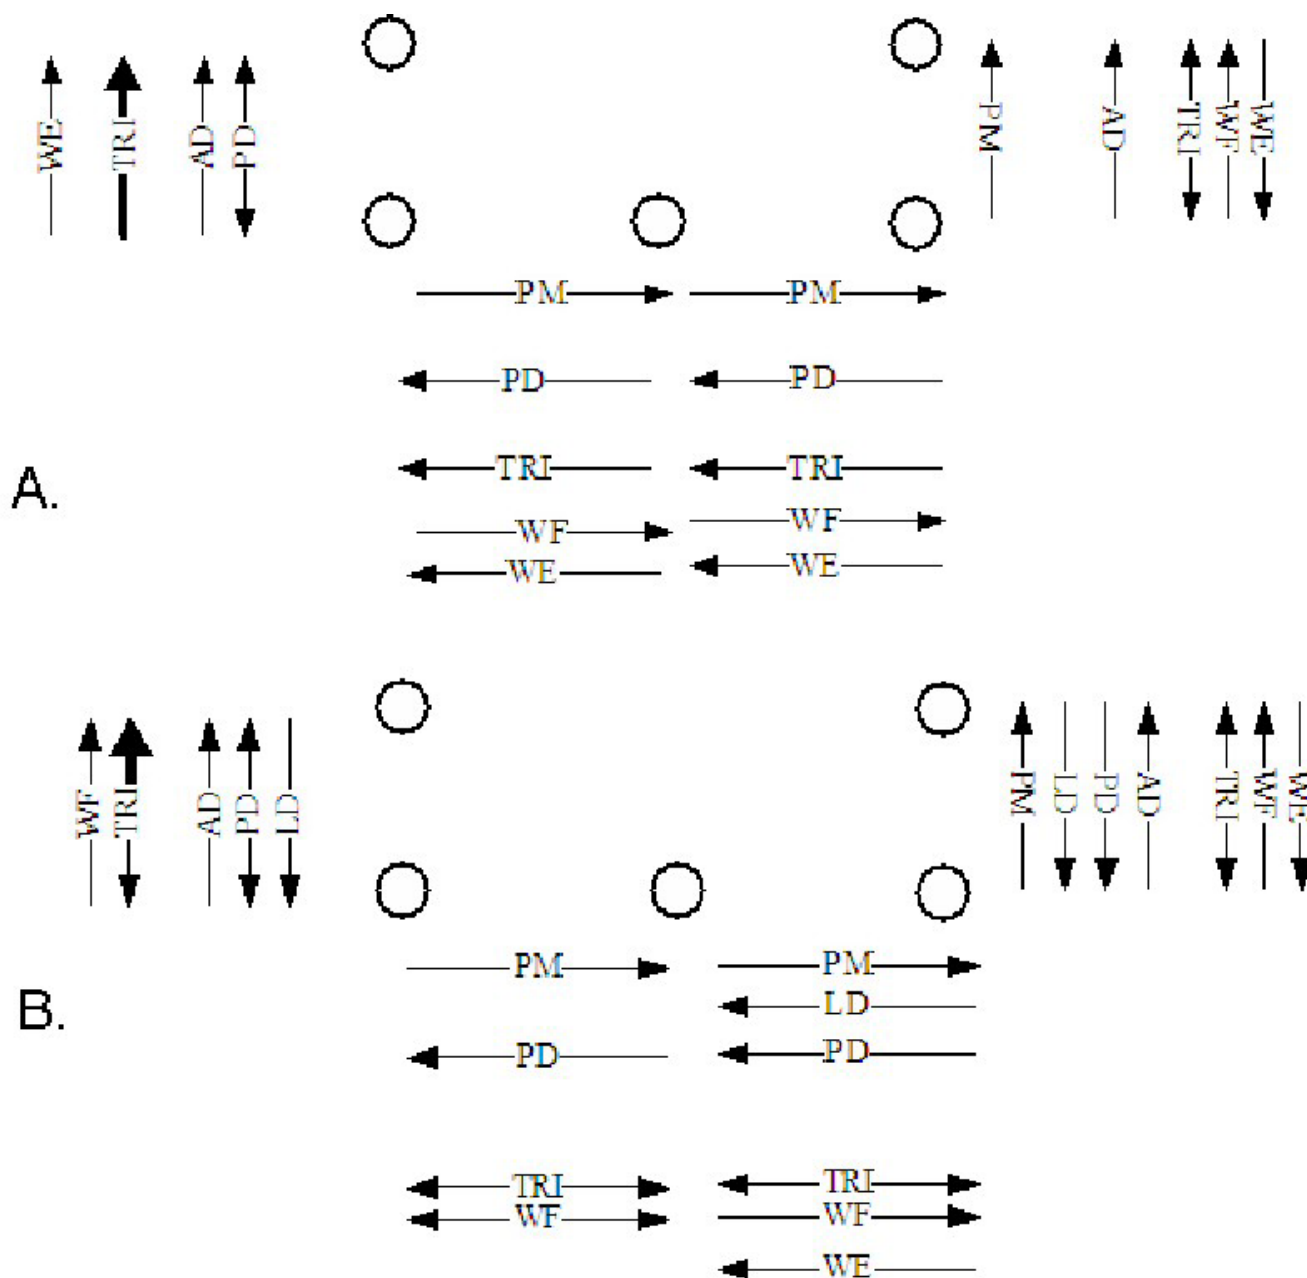 WE TRI AD PD PM AD TRI WF WE
PM PM
PD PD
TRI TRI
A.
WF WF
WE WE
WF TRI AD PD LD PM LD PD AD TRI WF WE
PM PM
LD
B.
PD PD
TRI TRI
WF WF
WE